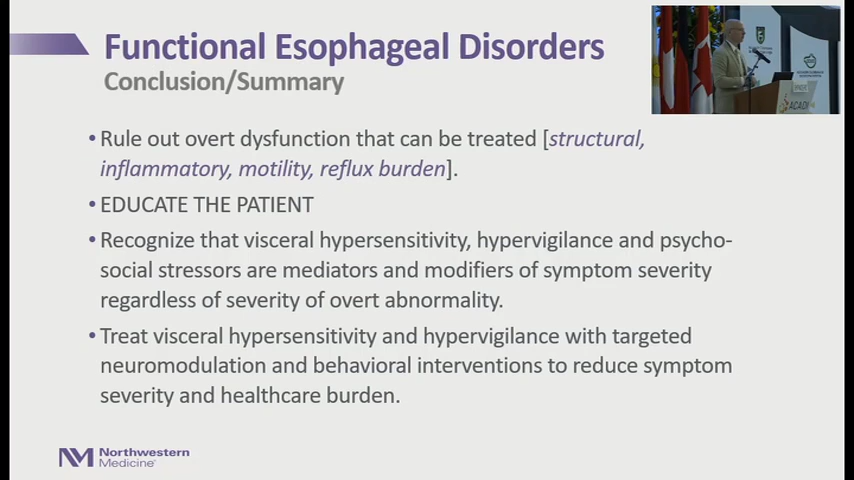 Functional Esophageal Disorders
Conclusion/Summary
• Rule out overt dysfunction that can be treated [structural,
inflammatory, motility, reflux burden].
• EDUCATE THE PATIENT
• Recognize that visceral hypersensitivity, hypervigilance and psycho-
social stressors are mediators and modifiers of symptom severity
regardless of severity of overt abnormality.
• Treat visceral hypersensitivity and hypervigilance with targeted
neuromodulation and behavioral interventions to reduce symptom
severity and healthcare burden.
NM Northwestern
Medicine